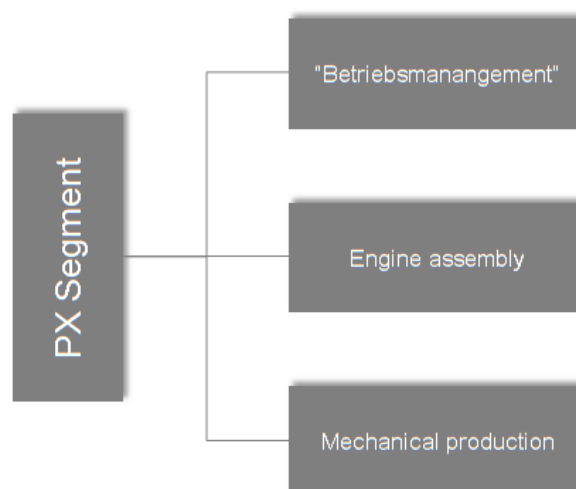 PX Segment
"Betriebsmanangement"
Engine assembly
Mechanical production